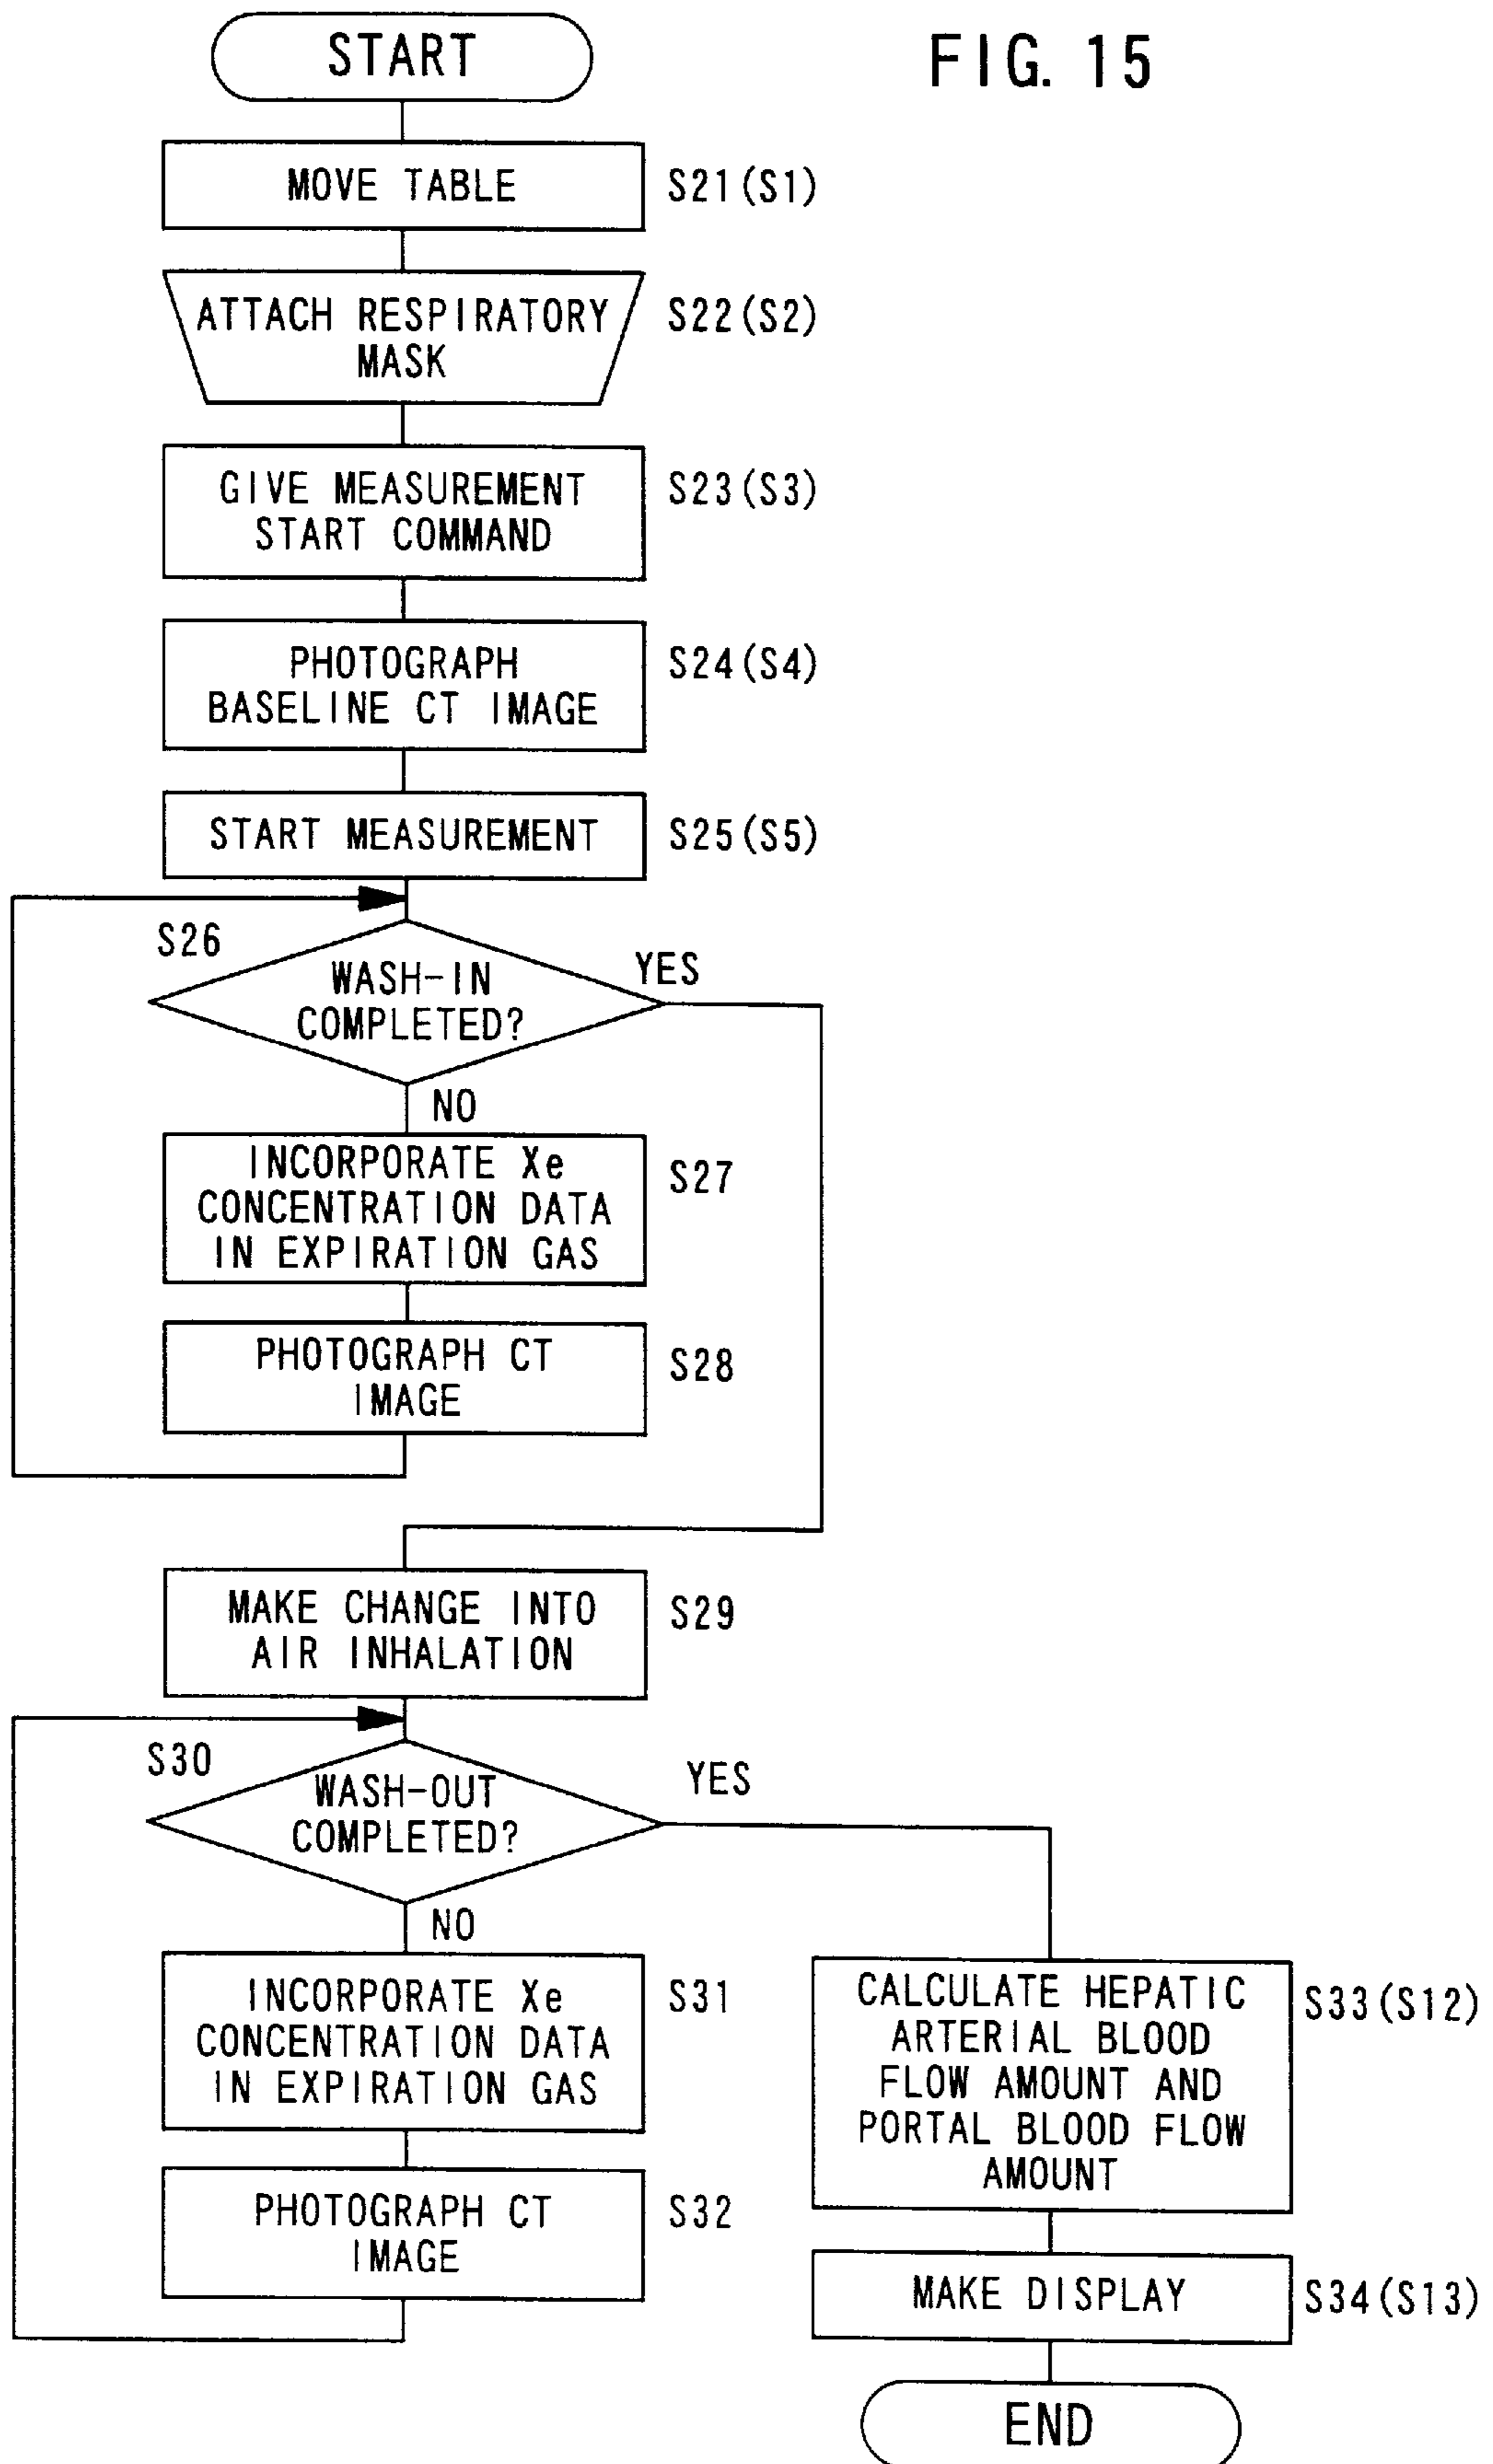 START
FIG. 15
MOVE TABLE
S21(S1)
ATTACH RESPIRATORY
MASK
S22(S2)
GIVE MEASUREMENT
START COMMAND
S23(S3)
PHOTOGRAPH
BASELINE CT IMAGE
S24(S4)
START MEASUREMENT
S25(S5)
S26
WASH-IN
COMPLETED?
YES
NO
INCORPORATE Xe
CONCENTRATION DATA
IN EXPIRATION GAS
S27
PHOTOGRAPH CT
IMAGE
S28
MAKE CHANGE INTO
AIR INHALATION
S29
S30
WASH-OUT
COMPLETED?
YES
NO
INCORPORATE Xe
CONCENTRATION DATA
IN EXPIRATION GAS
S31
PHOTOGRAPH CT
IMAGE
S32
CALCULATE HEPATIC
ARTERIAL BLOOD
FLOW AMOUNT AND
PORTAL BLOOD FLOW
AMOUNT
S33(S12)
MAKE DISPLAY
S34(S13)
END